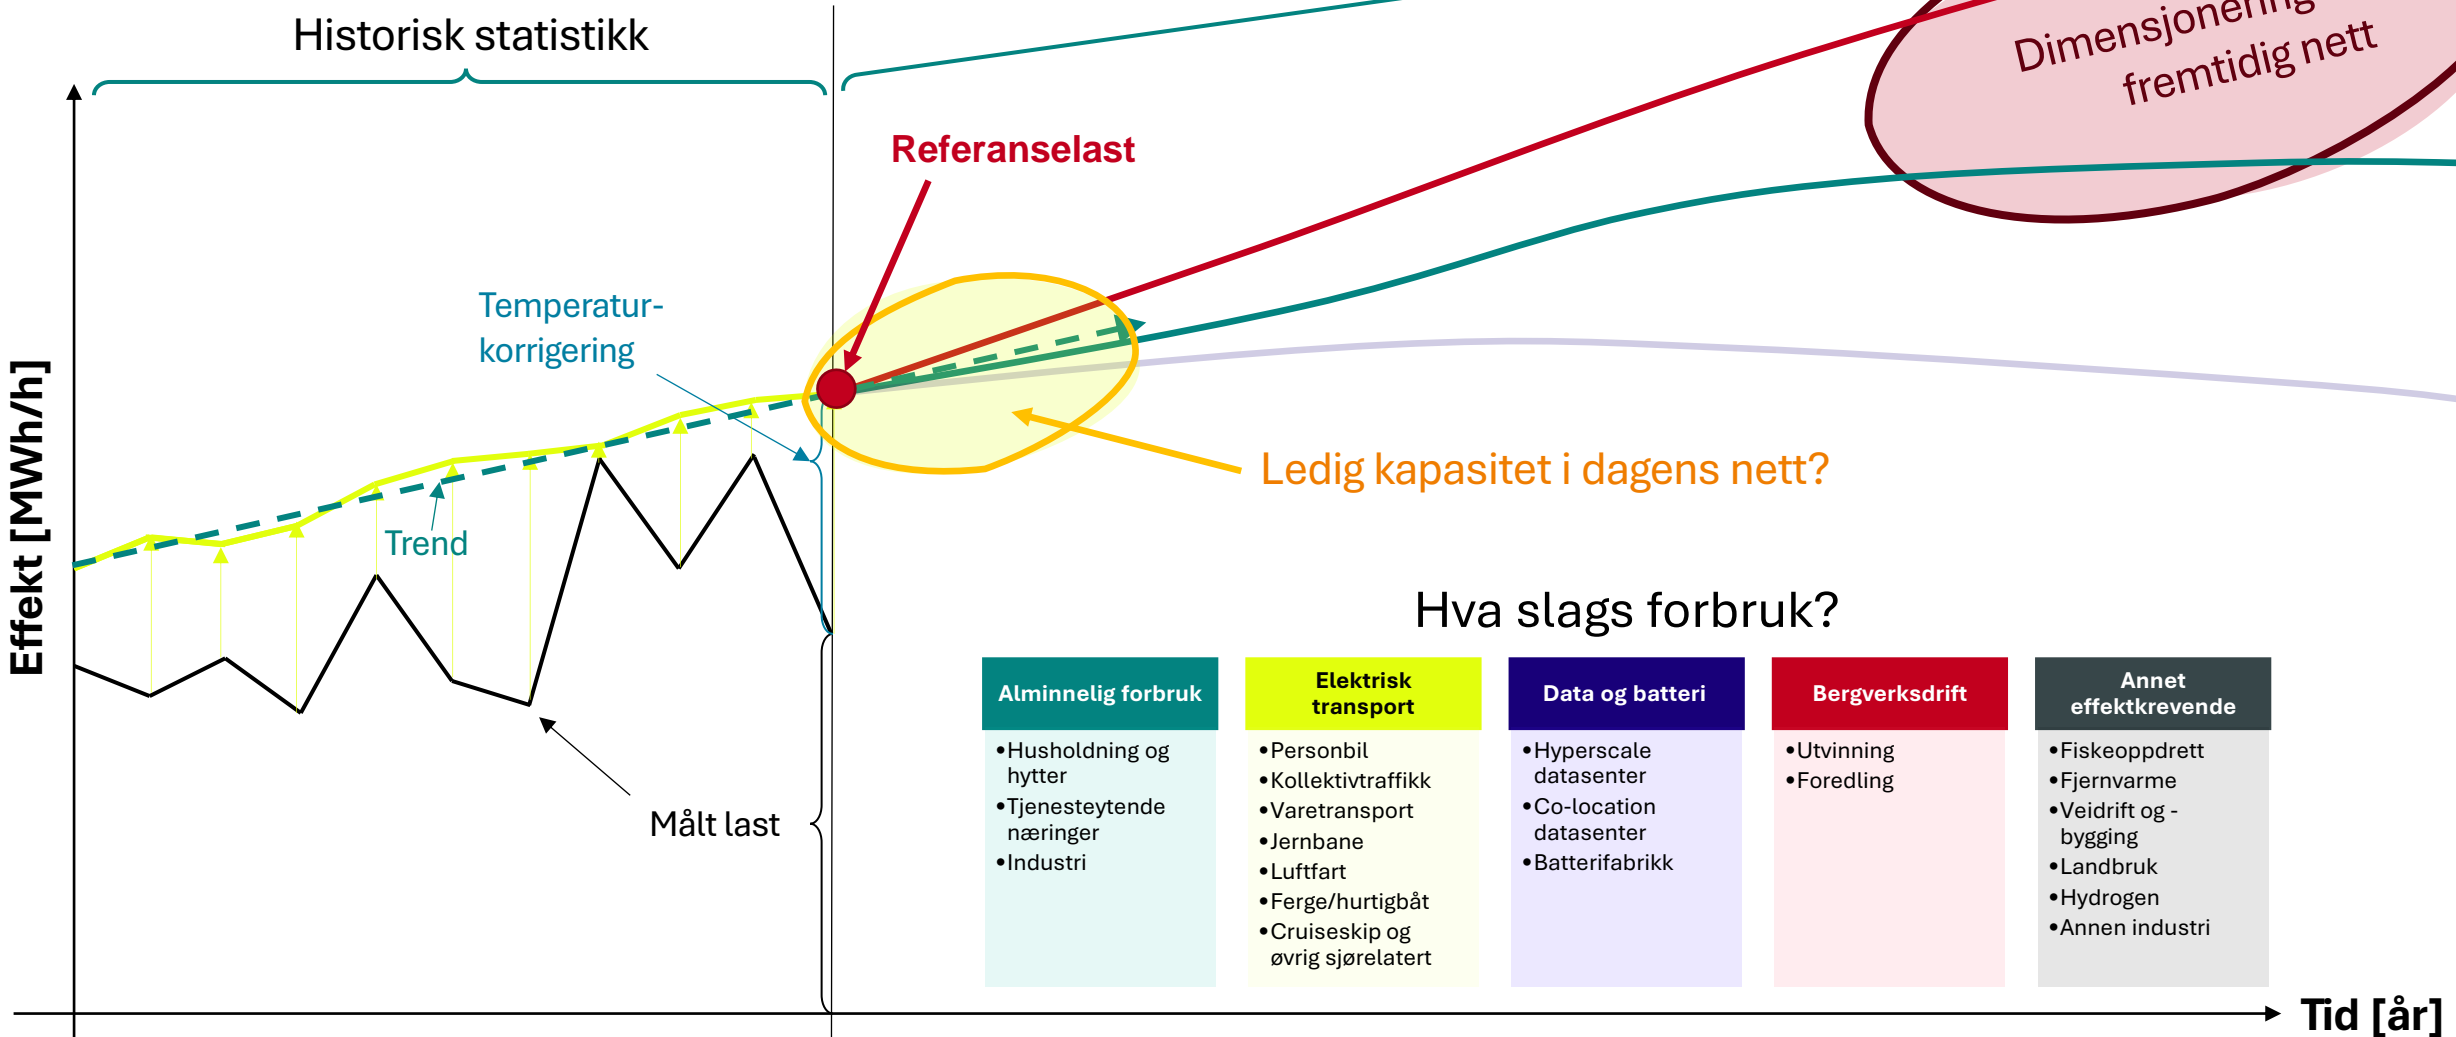 Historisk statistikk
Dimensjonering
fremtidig nett
Referanselast
Temperatur-
korrigering
Effekt [MWh/h]
Trend
Ledig kapasitet i dagens nett?
Målt last
Hva slags forbruk?
Alminnelig forbruk
•Husholdning og
hytter
•Tjenesteytende
næringer
•Industri
Elektrisk
transport
•Personbil
•Kollektivtraffikk
•Varetransport
•Jernbane
•Luftfart
•Ferge/hurtigbåt
•Cruiseskip og
øvrig sjørelatert
Data og batteri
•Hyperscale
datasenter
•Co-location
datasenter
•Batterifabrikk
Bergverksdrift
•Utvinning
•Foredling
Annet
effektkrevende
•Fiskeoppdrett
•Fjernvarme
•Veidrift og -
bygging
•Landbruk
•Hydrogen
•Annen industri
Tid [år]